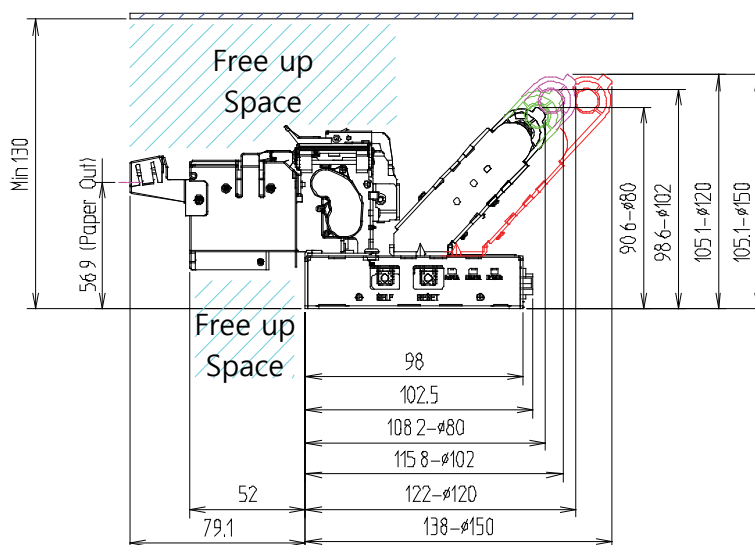 Free up
Space
Min 130
56.9 (Paper Out)
90.6-ø80
98.6-ø102
105.1-ø120
105.1-ø150
SELF
RESET
Free up
Space
98
102.5
108.2-ø80
115.8-ø102
52
122-ø120
79.1
138-ø150